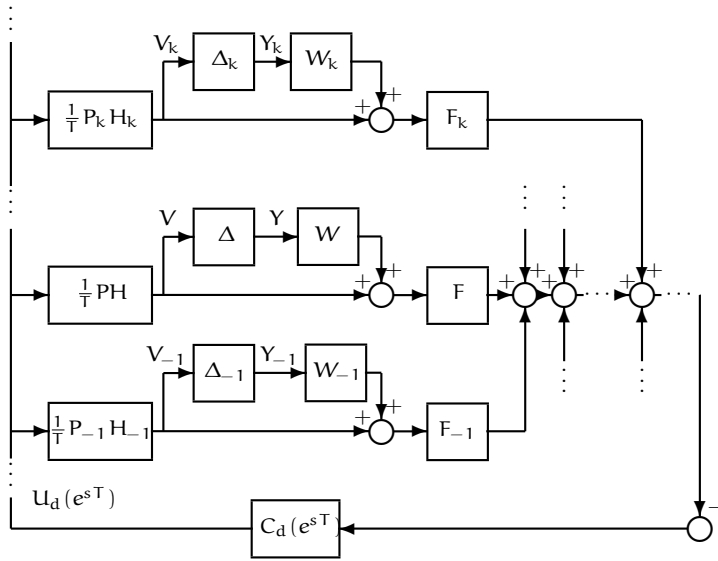 V_k Δ_k Y_k W_k
+ +
1/T P_k H_k F_k
V Δ Y W
+ +
+ + + + + +
1/T PH F
V_{-1} Δ_{-1} Y_{-1} W_{-1}
+ +
1/T P_{-1} H_{-1} F_{-1}
U_d(e^{sT})
C_d(e^{sT}) −